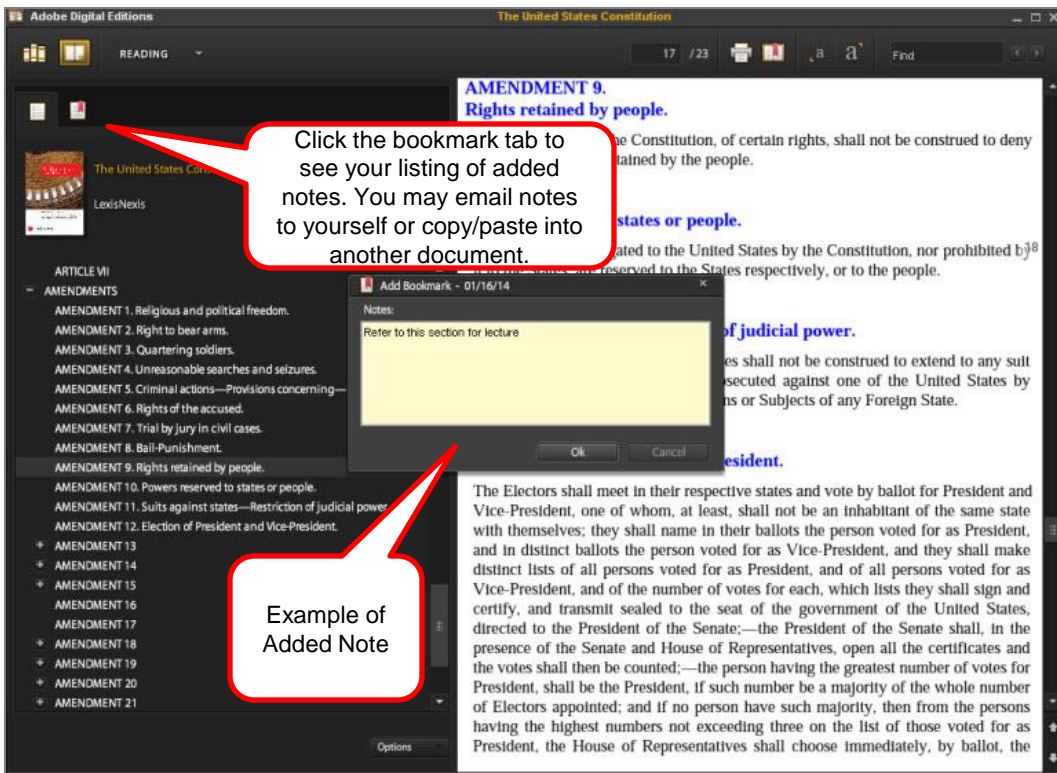 Adobe Digital Editions
The United States Constitution
READING
17 /23
a a
Find
AMENDMENT 9.
Rights retained by people.
e Constitution, of certain rights, shall not be construed to deny
tained by the people.
Click the bookmark tab to
see your listing of added
notes. You may email notes
to yourself or copy/paste into
another document.
The United States Con
LexisNexis
states or people.
gated to the United States by the Constitution, nor prohibited by
18
reserved to the States respectively, or to the people.
ARTICLE VII
AMENDMENTS
AMENDMENT 1. Religious and political freedom.
AMENDMENT 2. Right to bear arms.
AMENDMENT 3. Quartering soldiers.
AMENDMENT 4. Unreasonable searches and seizures.
AMENDMENT 5. Criminal actions—Provisions concerning—
AMENDMENT 6. Rights of the accused.
AMENDMENT 7. Trial by jury in civil cases.
AMENDMENT 8. Bail-Punishment.
AMENDMENT 9. Rights retained by people.
AMENDMENT 10. Powers reserved to states or people.
AMENDMENT 11. Suits against states—Restriction of judicial power.
AMENDMENT 12. Election of President and Vice-President.
AMENDMENT 13
AMENDMENT 14
AMENDMENT 15
AMENDMENT 16
AMENDMENT 17
AMENDMENT 18
AMENDMENT 19
AMENDMENT 20
AMENDMENT 21
Options
Add Bookmark - 01/16/14
Notes:
Refer to this section for lecture
Ok
Cancel
Example of
Added Note
of judicial power.
es shall not be construed to extend to any suit
secuted against one of the United States by
ns or Subjects of any Foreign State.
esident.
The Electors shall meet in their respective states and vote by ballot for President and
Vice-President, one of whom, at least, shall not be an inhabitant of the same state
with themselves; they shall name in their ballots the person voted for as President,
and in distinct ballots the person voted for as Vice-President, and they shall make
distinct lists of all persons voted for as President, and of all persons voted for as
Vice-President, and of the number of votes for each, which lists they shall sign and
certify, and transmit sealed to the seat of the government of the United States,
directed to the President of the Senate;—the President of the Senate shall, in the
presence of the Senate and House of Representatives, open all the certificates and
the votes shall then be counted;—the person having the greatest number of votes for
President, shall be the President, if such number be a majority of the whole number
of Electors appointed; and if no person have such majority, then from the persons
having the highest numbers not exceeding three on the list of those voted for as
President, the House of Representatives shall choose immediately, by ballot, the